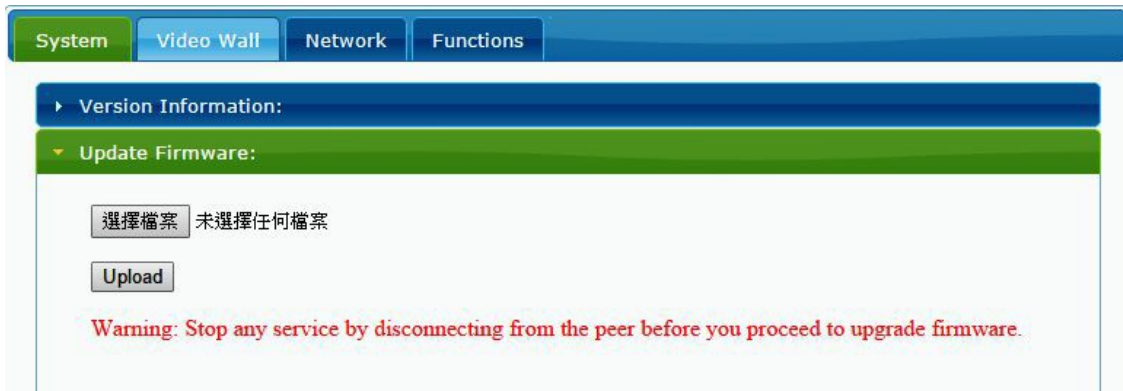 System Video Wall Network Functions
Version Information:
Update Firmware:
選擇檔案 未選擇任何檔案
Upload
Warning: Stop any service by disconnecting from the peer before you proceed to upgrade firmware.